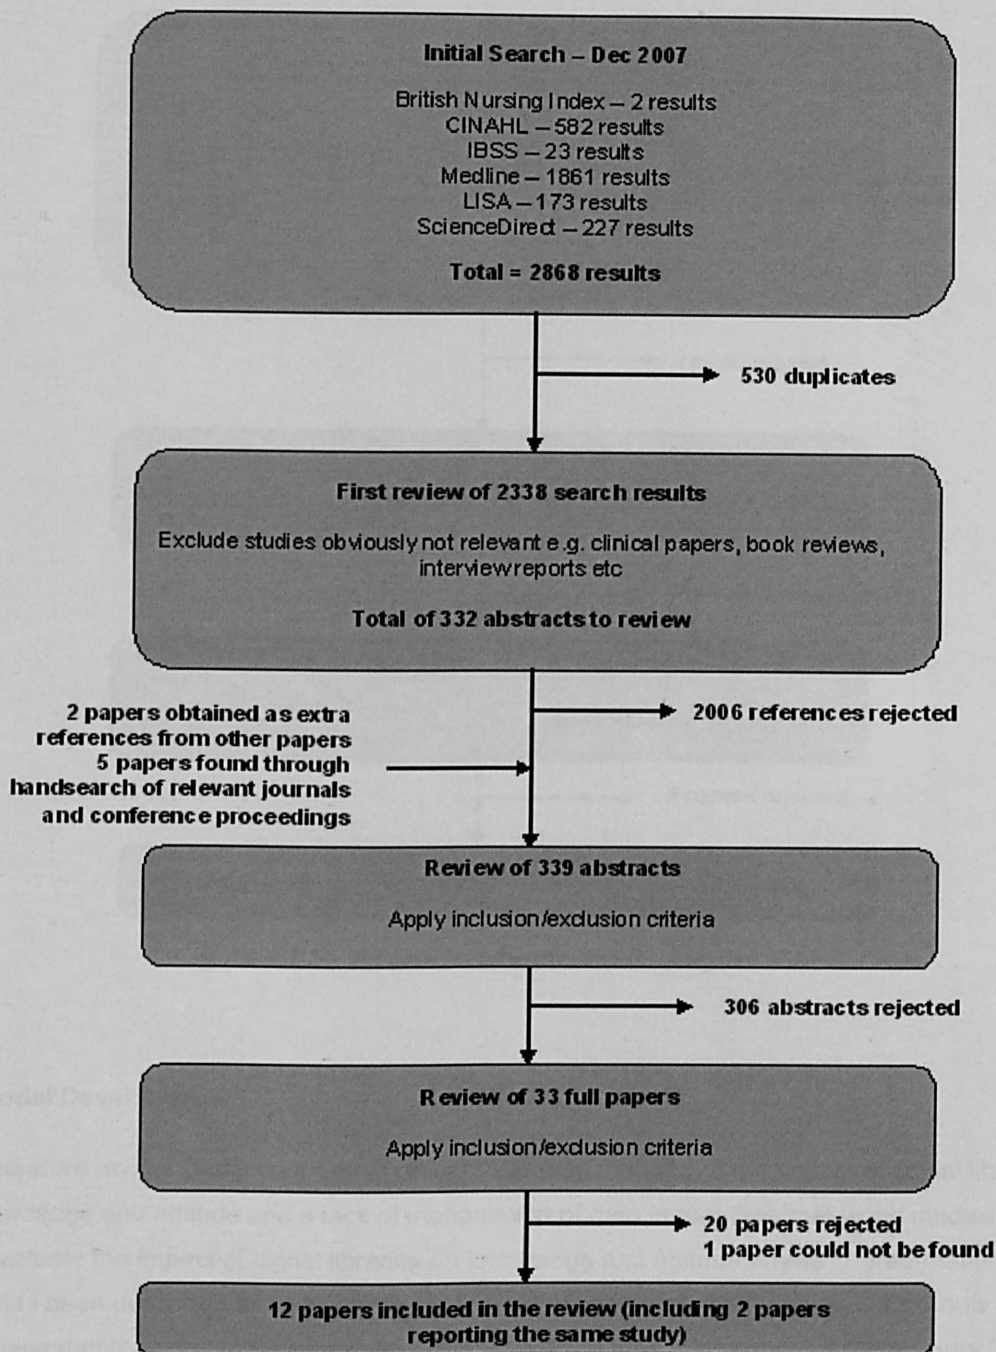 Initial Search – Dec 2007
British Nursing Index – 2 results
CINAHL – 582 results
IBSS – 23 results
Medline – 1861 results
LISA – 173 results
ScienceDirect – 227 results
Total = 2868 results
530 duplicates
First review of 2338 search results
Exclude studies obviously not relevant e.g. clinical papers, book reviews,
interview reports etc
Total of 332 abstracts to review
2006 references rejected
2 papers obtained as extra
references from other papers
5 papers found through
handsearch of relevant journals
and conference proceedings
Review of 339 abstracts
Apply inclusion/exclusion criteria
306 abstracts rejected
Review of 33 full papers
Apply inclusion/exclusion criteria
20 papers rejected
1 paper could not be found
12 papers included in the review (including 2 papers
reporting the same study)